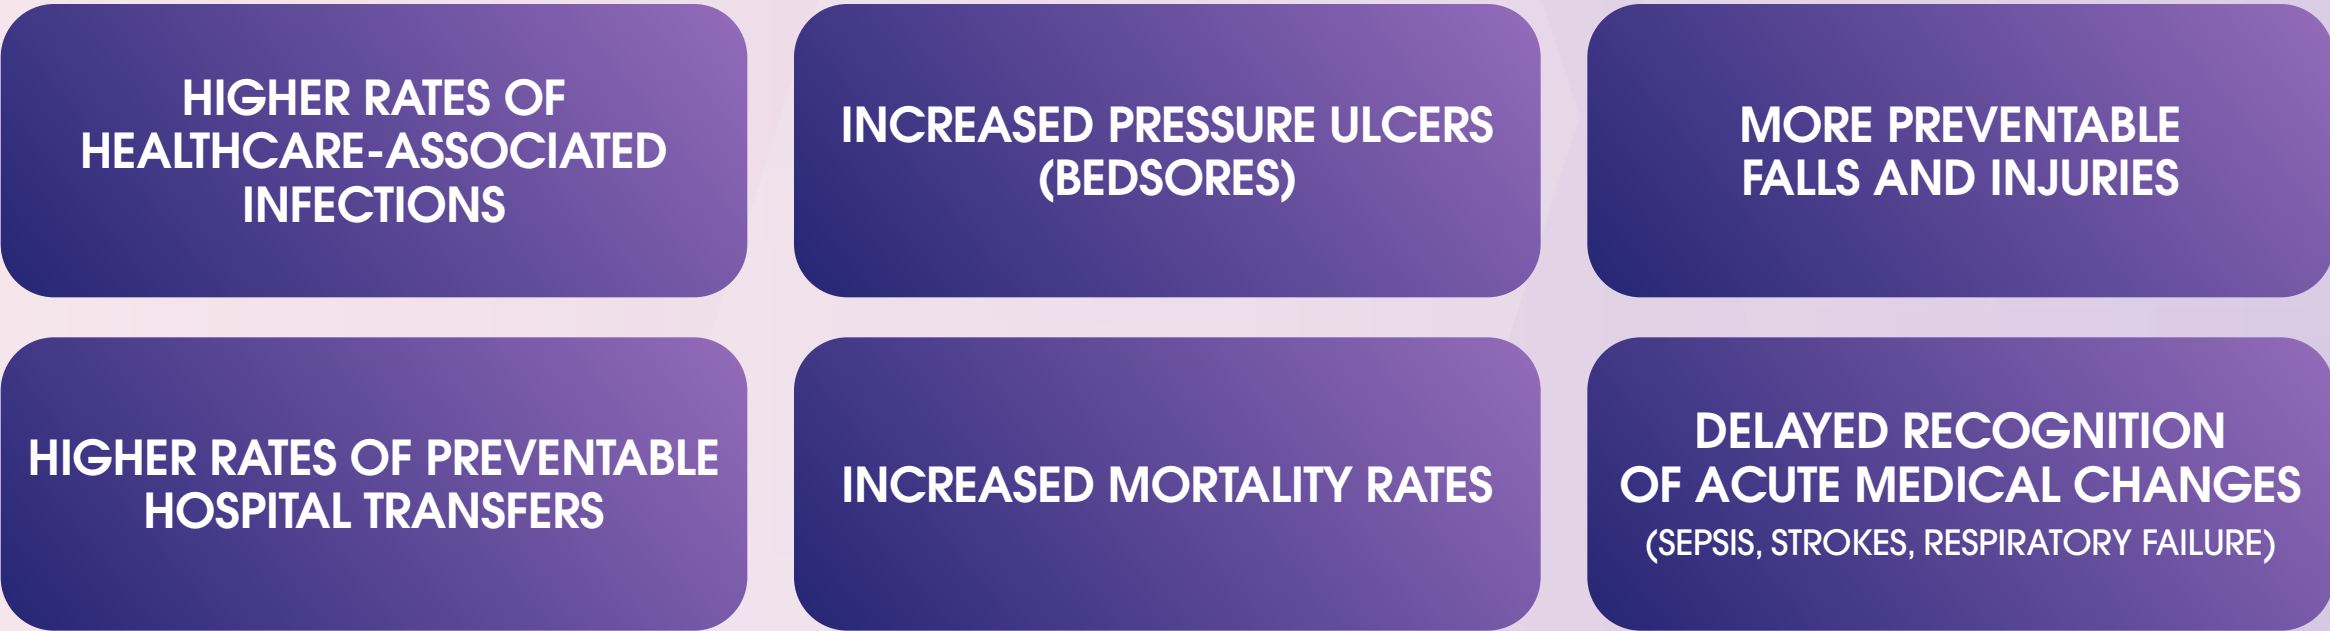 HIGHER RATES OF
HEALTHCARE-ASSOCIATED
INFECTIONS
INCREASED PRESSURE ULCERS
(BEDSORES)
MORE PREVENTABLE
FALLS AND INJURIES
HIGHER RATES OF PREVENTABLE
HOSPITAL TRANSFERS
INCREASED MORTALITY RATES
DELAYED RECOGNITION
OF ACUTE MEDICAL CHANGES
(SEPSIS, STROKES, RESPIRATORY FAILURE)